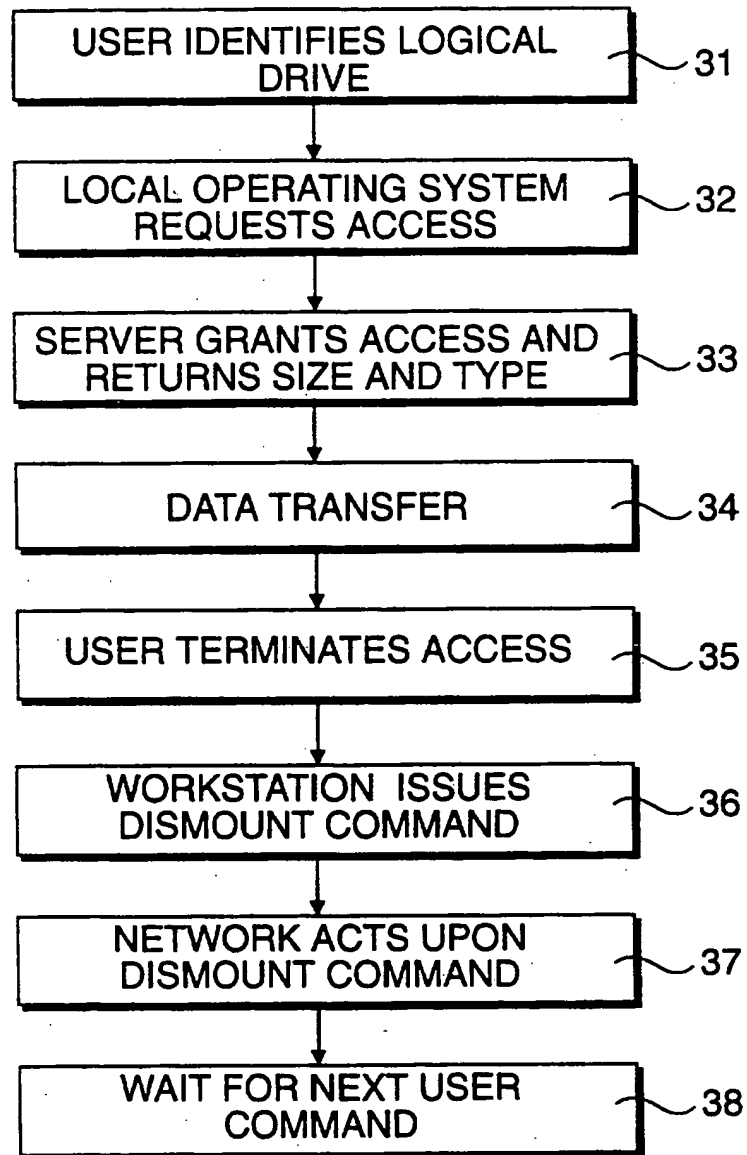 USER IDENTIFIES LOGICAL
DRIVE
31
LOCAL OPERATING SYSTEM
REQUESTS ACCESS
32
SERVER GRANTS ACCESS AND
RETURNS SIZE AND TYPE
33
DATA TRANSFER
34
USER TERMINATES ACCESS
35
WORKSTATION ISSUES
DISMOUNT COMMAND
36
NETWORK ACTS UPON
DISMOUNT COMMAND
37
WAIT FOR NEXT USER
COMMAND
38